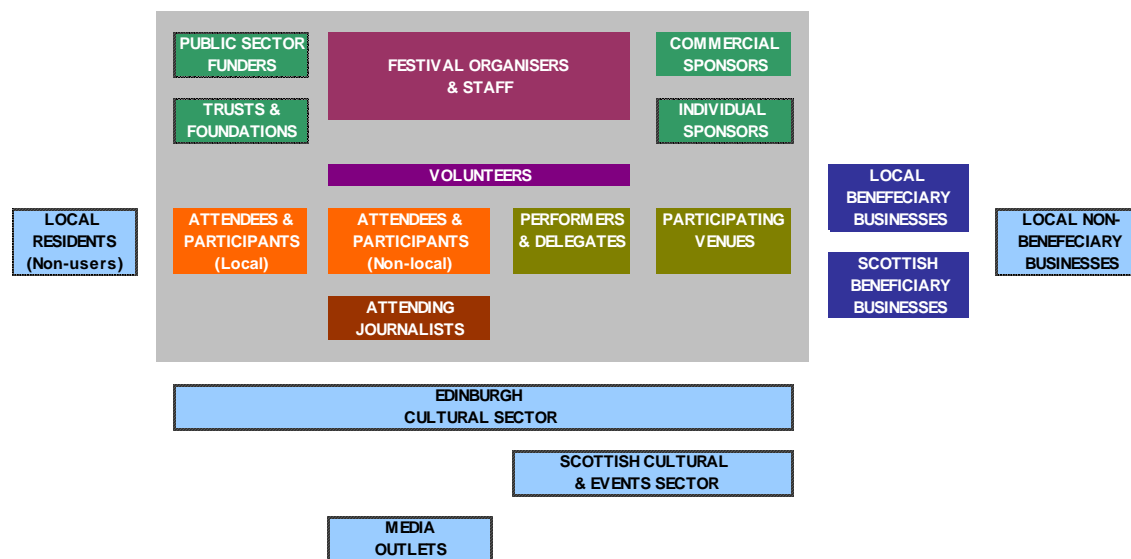 PUBLIC SECTOR
FUNDERS
FESTIVAL ORGANISERS
& STAFF
COMMERCIAL
SPONSORS
TRUSTS &
FOUNDATIONS
INDIVIDUAL
SPONSORS
VOLUNTEERS
LOCAL
RESIDENTS
(Non-users)
ATTENDEES &
PARTICIPANTS
(Local)
ATTENDEES &
PARTICIPANTS
(Non-local)
PERFORMERS
& DELEGATES
PARTICIPATING
VENUES
LOCAL
BENEFECIARY
BUSINESSES
LOCAL NON-
BENEFECIARY
BUSINESSES
SCOTTISH
BENEFICIARY
BUSINESSES
ATTENDING
JOURNALISTS
EDINBURGH
CULTURAL SECTOR
SCOTTISH CULTURAL
& EVENTS SECTOR
MEDIA
OUTLETS